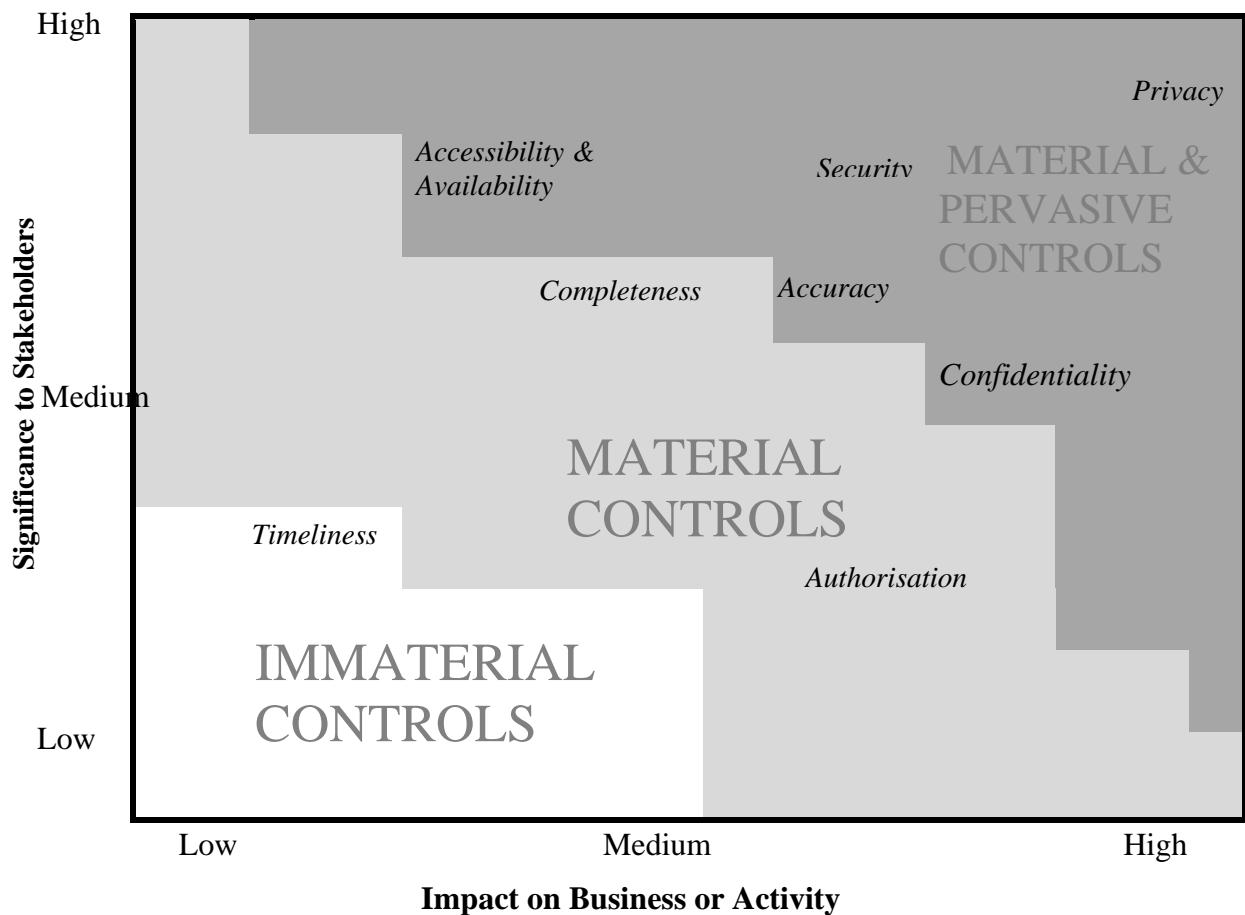 High
Privacy
Accessibility &
Availability
Security
MATERIAL &
PERVASIVE
CONTROLS
Significance to Stakeholders
Completeness
Accuracy
Confidentiality
Medium
MATERIAL
CONTROLS
Timeliness
Authorisation
IMMATERIAL
CONTROLS
Low
Low
Medium
High
Impact on Business or Activity